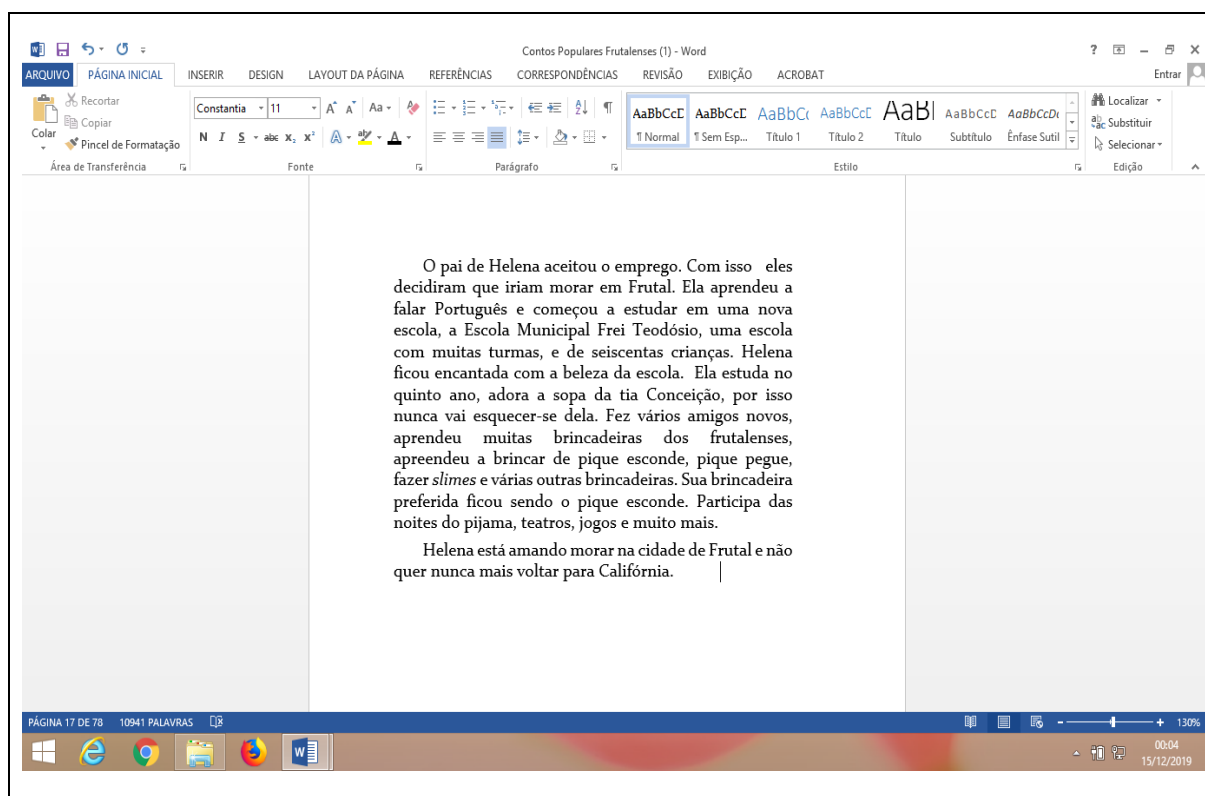 Contos Populares Frutalenses (1) - Word
?
ARQUIVO PÁGINA INICIAL INSERIR DESIGN LAYOUT DA PÁGINA REFERÊNCIAS CORRESPONDÊNCIAS REVISÃO EXIBIÇÃO ACROBAT Entrar
Colar
Recortar
Copiar
Pincel de Formatação
Área de Transferência
Constantia 11 A A Aa
N I S abc X₂ X² A aby A
Fonte
Parágrafo
AaBbCcD AaBbCcD AaBbCc AaBbCcD AaBl AaBbCcD AaBbCcDc
¶ Normal ¶ Sem Esp... Título 1 Título 2 Título Subtítulo Ênfase Sutil
Estilo
Localizar
Substituir
Selecionar
Edição
O pai de Helena aceitou o emprego. Com isso eles
decidiram que iriam morar em Frutal. Ela aprendeu a
falar Português e começou a estudar em uma nova
escola, a Escola Municipal Frei Teodósio, uma escola
com muitas turmas, e de seiscentas crianças. Helena
ficou encantada com a beleza da escola. Ela estuda no
quinto ano, adora a sopa da tia Conceição, por isso
nunca vai esquecer-se dela. Fez vários amigos novos,
aprendeu muitas brincadeiras dos frutalenses,
apreendeu a brincar de pique esconde, pique pegue,
fazer slimes e várias outras brincadeiras. Sua brincadeira
preferida ficou sendo o pique esconde. Participa das
noites do pijama, teatros, jogos e muito mais.
Helena está amando morar na cidade de Frutal e não
quer nunca mais voltar para Califórnia.
PÁGINA 17 DE 78 10941 PALAVRAS 130%
00:04
15/12/2019